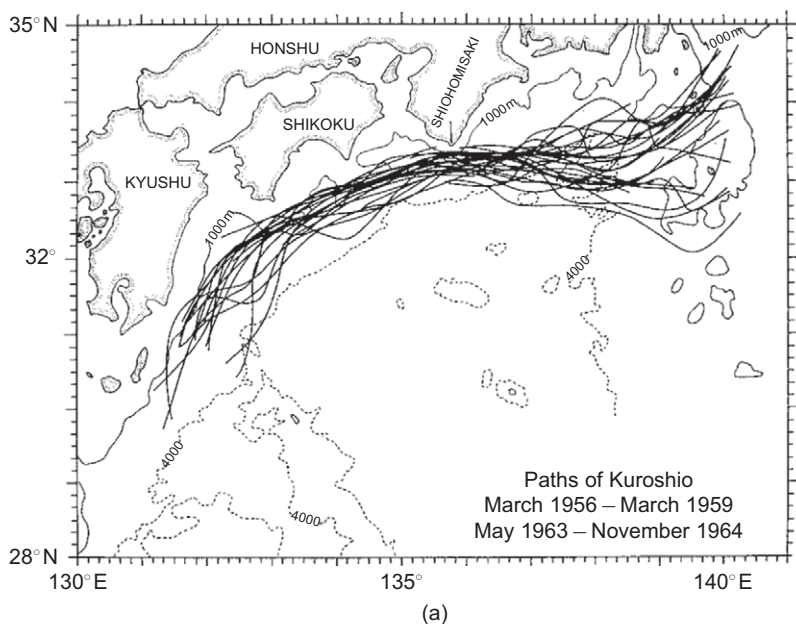 35°N
HONSHU
SHIOHOMISAKI
1000m
1000m
SHIKOKU
KYUSHU
1000m
32°
4000
4000
4000
Paths of Kuroshio
March 1956 – March 1959
May 1963 – November 1964
28°N
130°E
135°
140°E
(a)